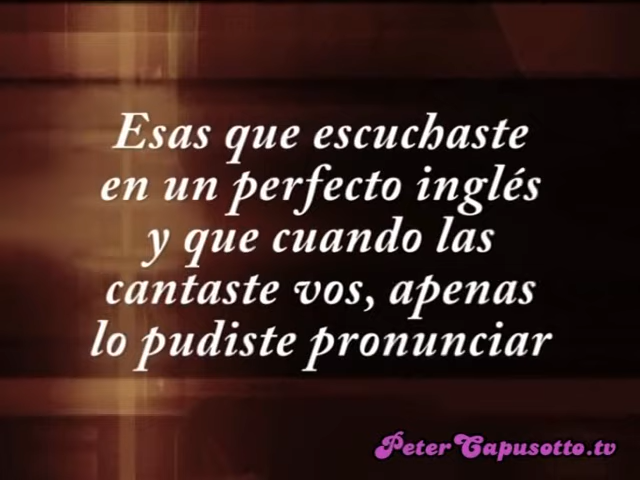 Esas que escuchaste
en un perfecto inglés
y que cuando las
cantaste vos, apenas
lo pudiste pronunciar
PeterCapusotto.tv